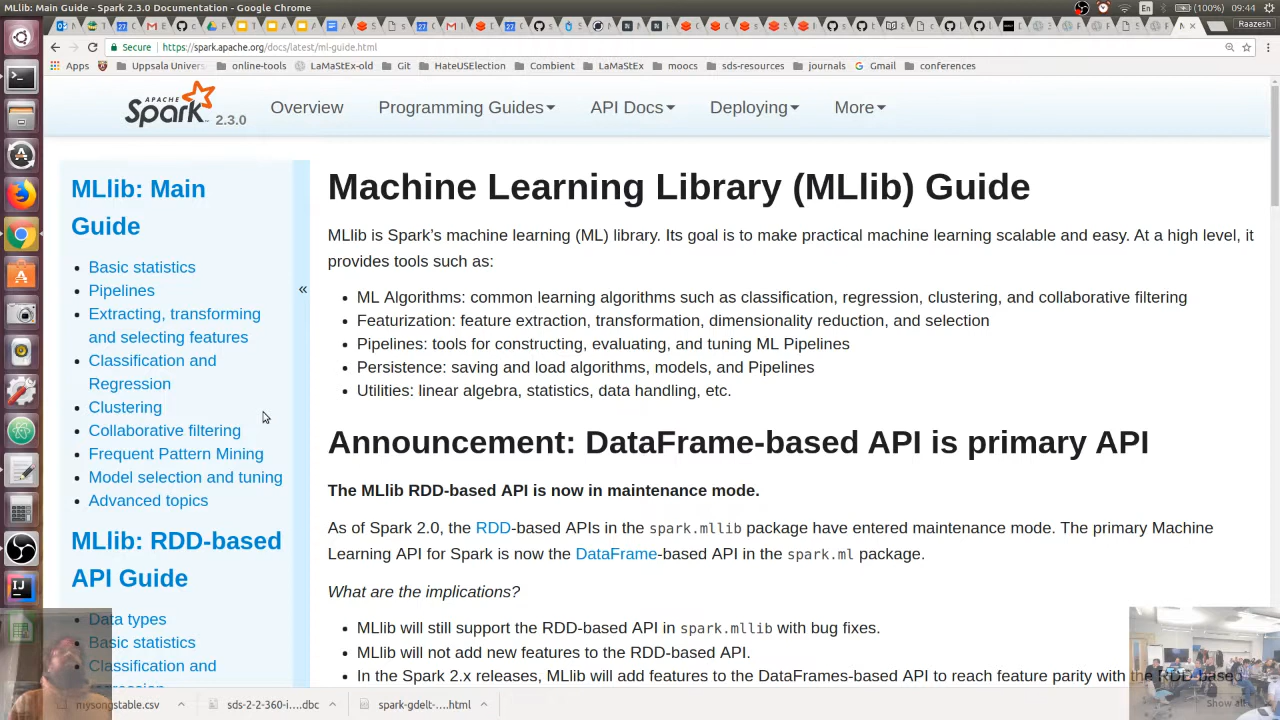 MLlib: Main Guide - Spark 2.3.0 Documentation - Google Chrome
En
(100%)
09:44
Raazesh
Secure
https://spark.apache.org/docs/latest/ml-guide.html
Apps
Uppsala Univers
online-tools
LaMaStEx-old
Git
HateUSElection
Combient
LaMaStEx
moocs
sds-resources
journals
Gmail
conferences
APACHE
Spark
2.3.0
Overview
Programming Guides
API Docs
Deploying
More
MLlib: Main
Guide
Basic statistics
Pipelines
Extracting, transforming
and selecting features
Classification and
Regression
Clustering
Collaborative filtering
Frequent Pattern Mining
Model selection and tuning
Advanced topics
MLlib: RDD-based
API Guide
Data types
Basic statistics
Classification and
«
Machine Learning Library (MLlib) Guide
MLlib is Spark’s machine learning (ML) library. Its goal is to make practical machine learning scalable and easy. At a high level, it
provides tools such as:
ML Algorithms: common learning algorithms such as classification, regression, clustering, and collaborative filtering
Featurization: feature extraction, transformation, dimensionality reduction, and selection
Pipelines: tools for constructing, evaluating, and tuning ML Pipelines
Persistence: saving and load algorithms, models, and Pipelines
Utilities: linear algebra, statistics, data handling, etc.
Announcement: DataFrame-based API is primary API
The MLlib RDD-based API is now in maintenance mode.
As of Spark 2.0, the RDD-based APIs in the spark.mllib package have entered maintenance mode. The primary Machine
Learning API for Spark is now the DataFrame-based API in the spark.ml package.
What are the implications?
MLlib will still support the RDD-based API in spark.mllib with bug fixes.
MLlib will not add new features to the RDD-based API.
In the Spark 2.x releases, MLlib will add features to the DataFrames-based API to reach feature parity with the RDD-based
mysongstable.csv
sds-2-2-360-i....dbc
spark-gdelt-....html
Show all